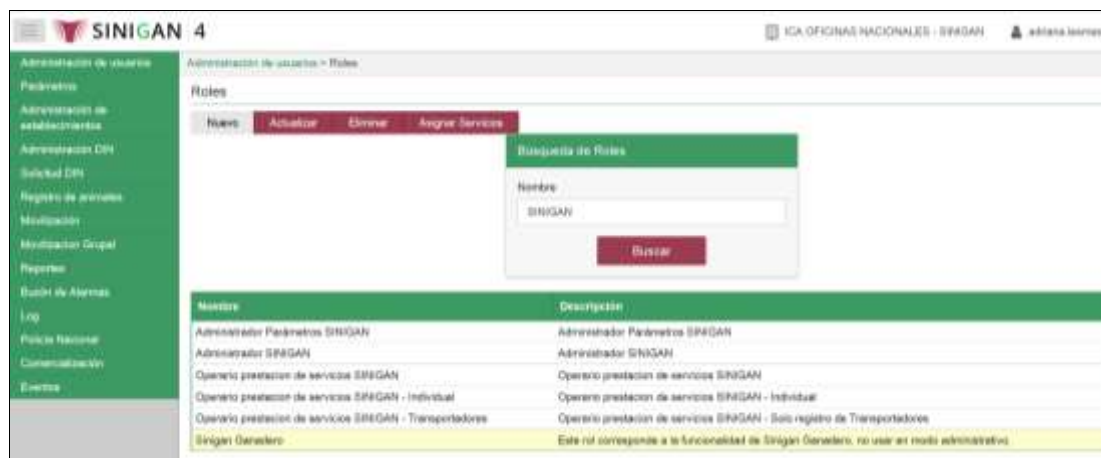 SINIGAN 4
ICA OFICINAS NACIONALES - SINIGAN
Administración de usuarios
Parámetros
Administración de
establecimientos
Administración DIN
Solicitud DIN
Registro de animales
Movilización
Movilizacion Grupal
Reportes
Buzón de Alarmas
Log
Policía Nacional
Comercialización
Eventos
Administración de usuarios > Roles
Roles
Nuevo Actualizar Eliminar Asignar Servicios
Búsqueda de Roles
Nombre
SINIGAN
Buscar
Nombre Descripción
Administrador Parámetros SINIGAN Administrador Parámetros SINIGAN
Administrador SINIGAN Administrador SINIGAN
Operario prestacion de servicios SINIGAN Operario prestacion de servicios SINIGAN
Operario prestacion de servicios SINIGAN - Individual Operario prestacion de servicios SINIGAN - Individual
Operario prestacion de servicios SINIGAN - Transportadores Operario prestacion de servicios SINIGAN - Solo registro de Transportadores
Sinigan Ganadero Este rol corresponde a la funcionalidad de Sinigan Ganadero, no usar en modo administrativo.